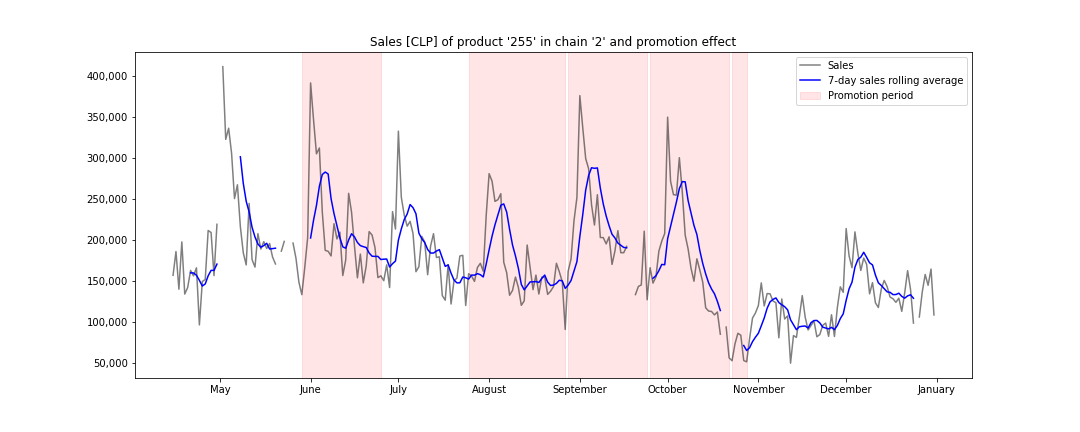 Sales [CLP] of product '255' in chain '2' and promotion effect
400,000
350,000
300,000
250,000
200,000
150,000
100,000
50,000
Sales
7-day sales rolling average
Promotion period
May June July August September October November December January